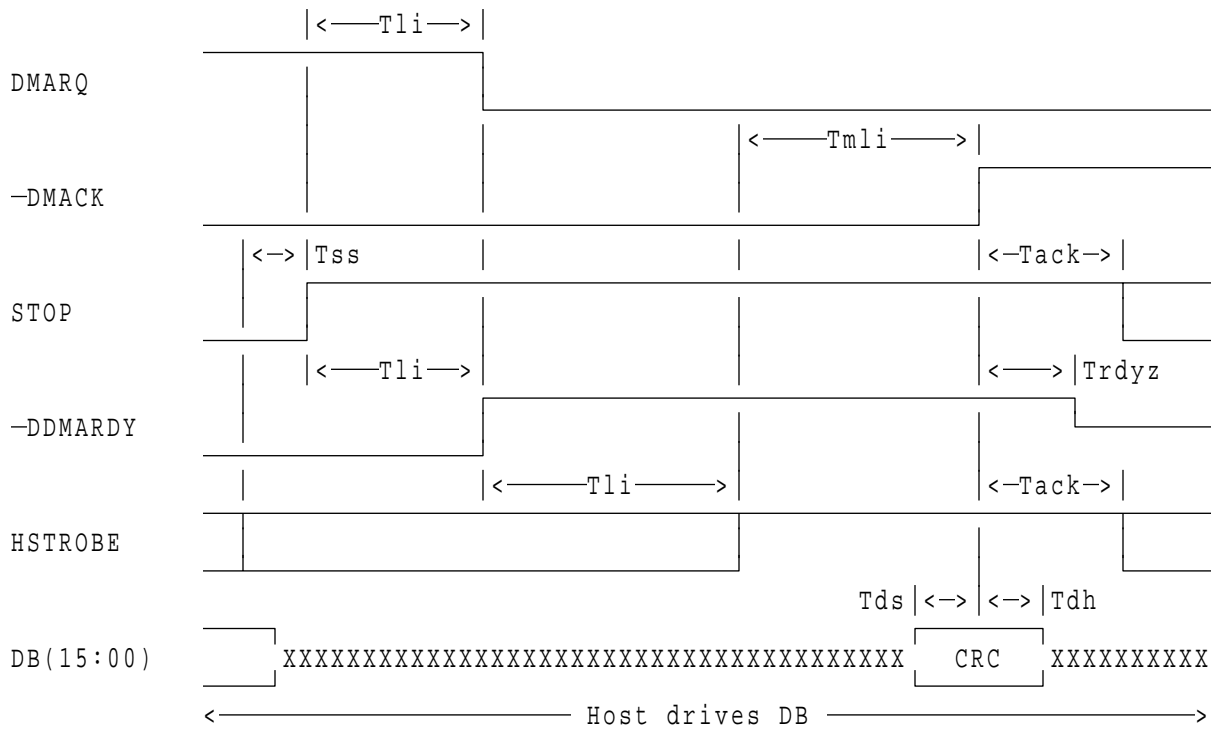 |<——Tli—>|
DMARQ
|<———Tmli———>|
—DMACK
|<—>|Tss |<—Tack—>|
STOP
|<——Tli—>| |<——>|Trdyz
—DDMARDY
|<———Tli————>| |<—Tack—>|
HSTROBE
Tds|<—>|<—>|Tdh
DB(15:00) XXXXXXXXXXXXXXXXXXXXXXXXXXXXXXXXXXXXXXX CRC XXXXXXXXXX
<———— Host drives DB ————>